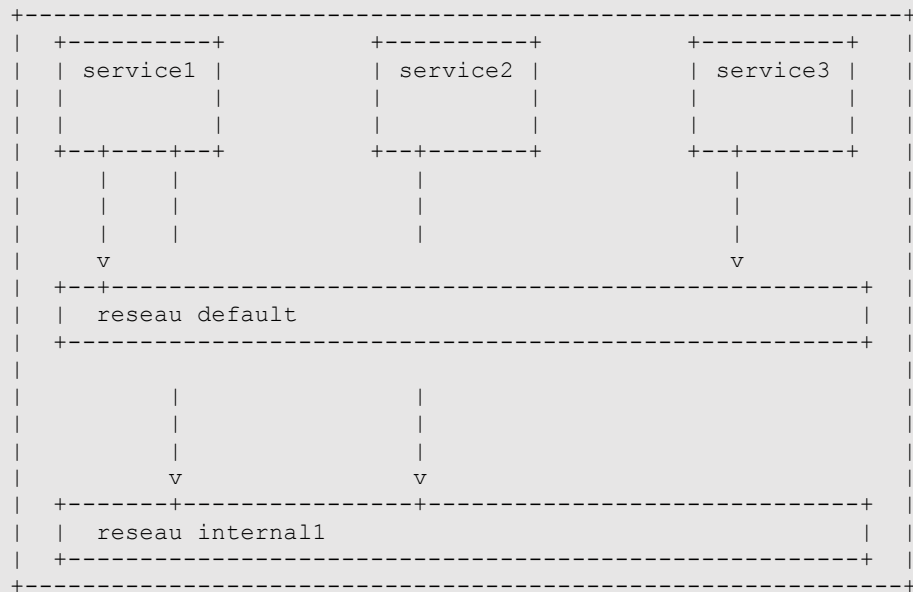 service1 service2 service3
reseau default
reseau internal1